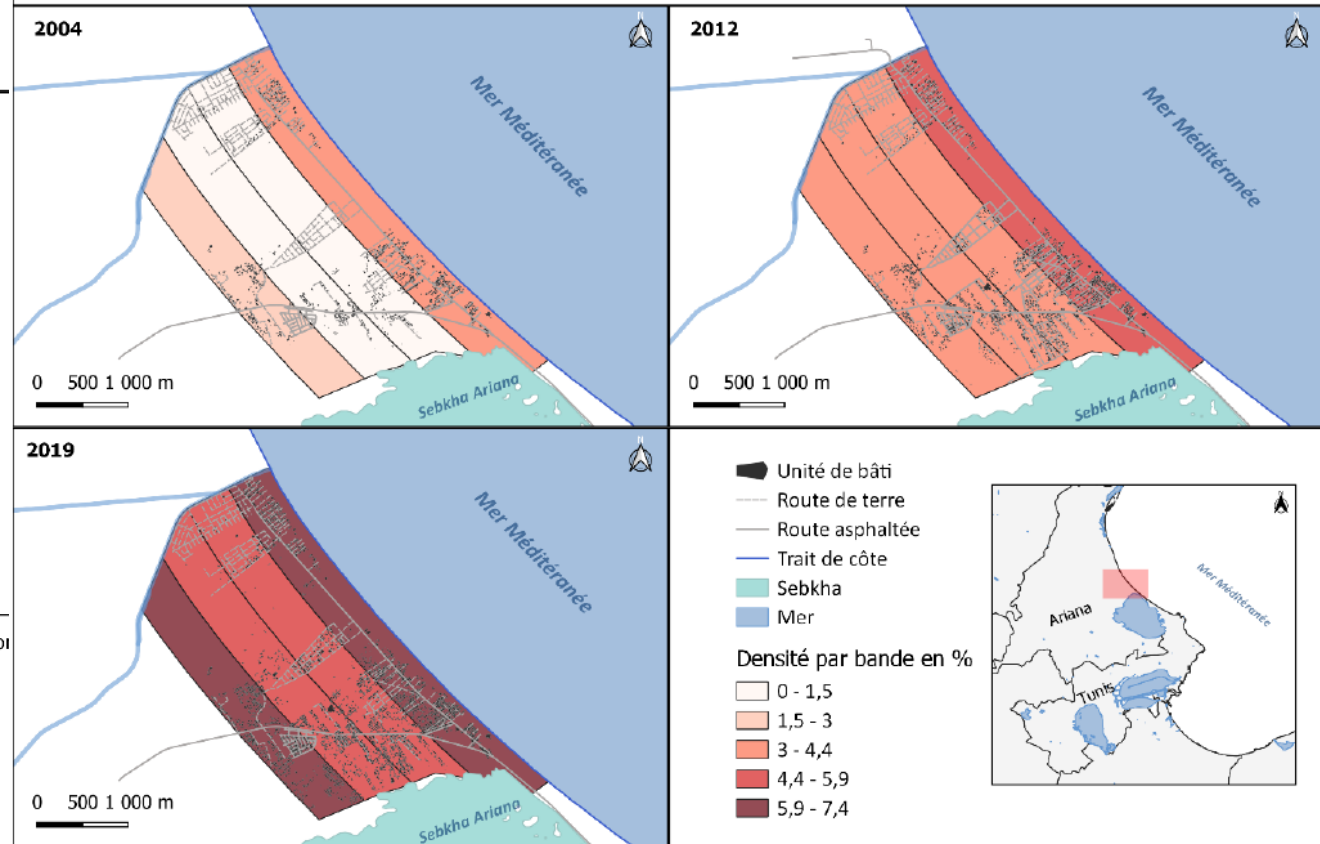 2004
N
Mer Méditéranée
0 500 1 000 m
Sebkha Ariana
2012
N
Mer Méditéranée
0 500 1 000 m
Sebkha Ariana
2019
N
Mer Méditéranée
0 500 1 000 m
Sebkha Ariana
Unité de bâti
Route de terre
Route asphaltée
Trait de côte
Sebkha
Mer
Densité par bande en %
0 - 1,5
1,5 - 3
3 - 4,4
4,4 - 5,9
5,9 - 7,4
Mer Méditéranée
Ariana
Tunis